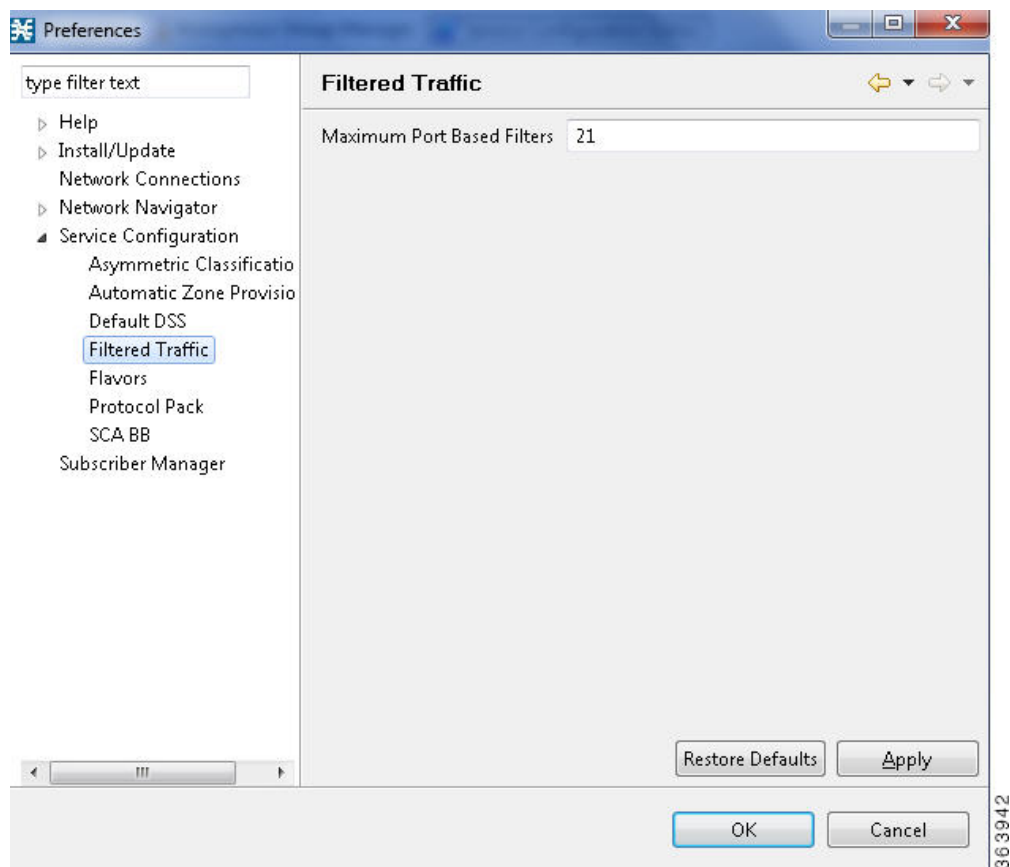 Preferences
type filter text
Help
Install/Update
Network Connections
Network Navigator
Service Configuration
Asymmetric Classificatio
Automatic Zone Provisio
Default DSS
Filtered Traffic
Flavors
Protocol Pack
SCA BB
Subscriber Manager
Filtered Traffic
Maximum Port Based Filters 21
Restore Defaults Apply
OK Cancel
363942